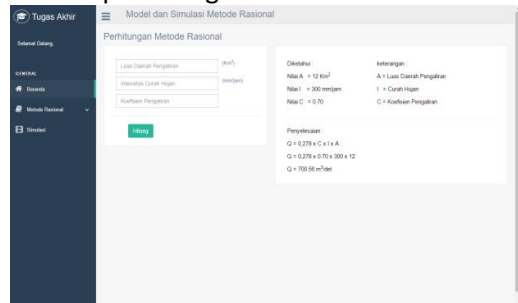 Tugas Akhir
Model dan Simulasi Metode Rasional
Selamat Datang,
Perhitungan Metode Rasional
GENERAL
Beranda
Metode Rasional
Simulasi
Luas Daerah Pengaliran (Km²)
Intensitas Curah Hujan (mm/jam)
Koefisien Pengaliran
Hitung
Diketahui : keterangan :
Nilai A = 12 Km² A = Luas Daerah Pengaliran
Nilai I = 300 mm/jam I = Curah Hujan
Nilai C = 0.70 C = Koefisien Pengaliran
Penyelesaian :
Q = 0,278 x C x I x A
Q = 0,278 x 0.70 x 300 x 12
Q = 700.56 m³/det